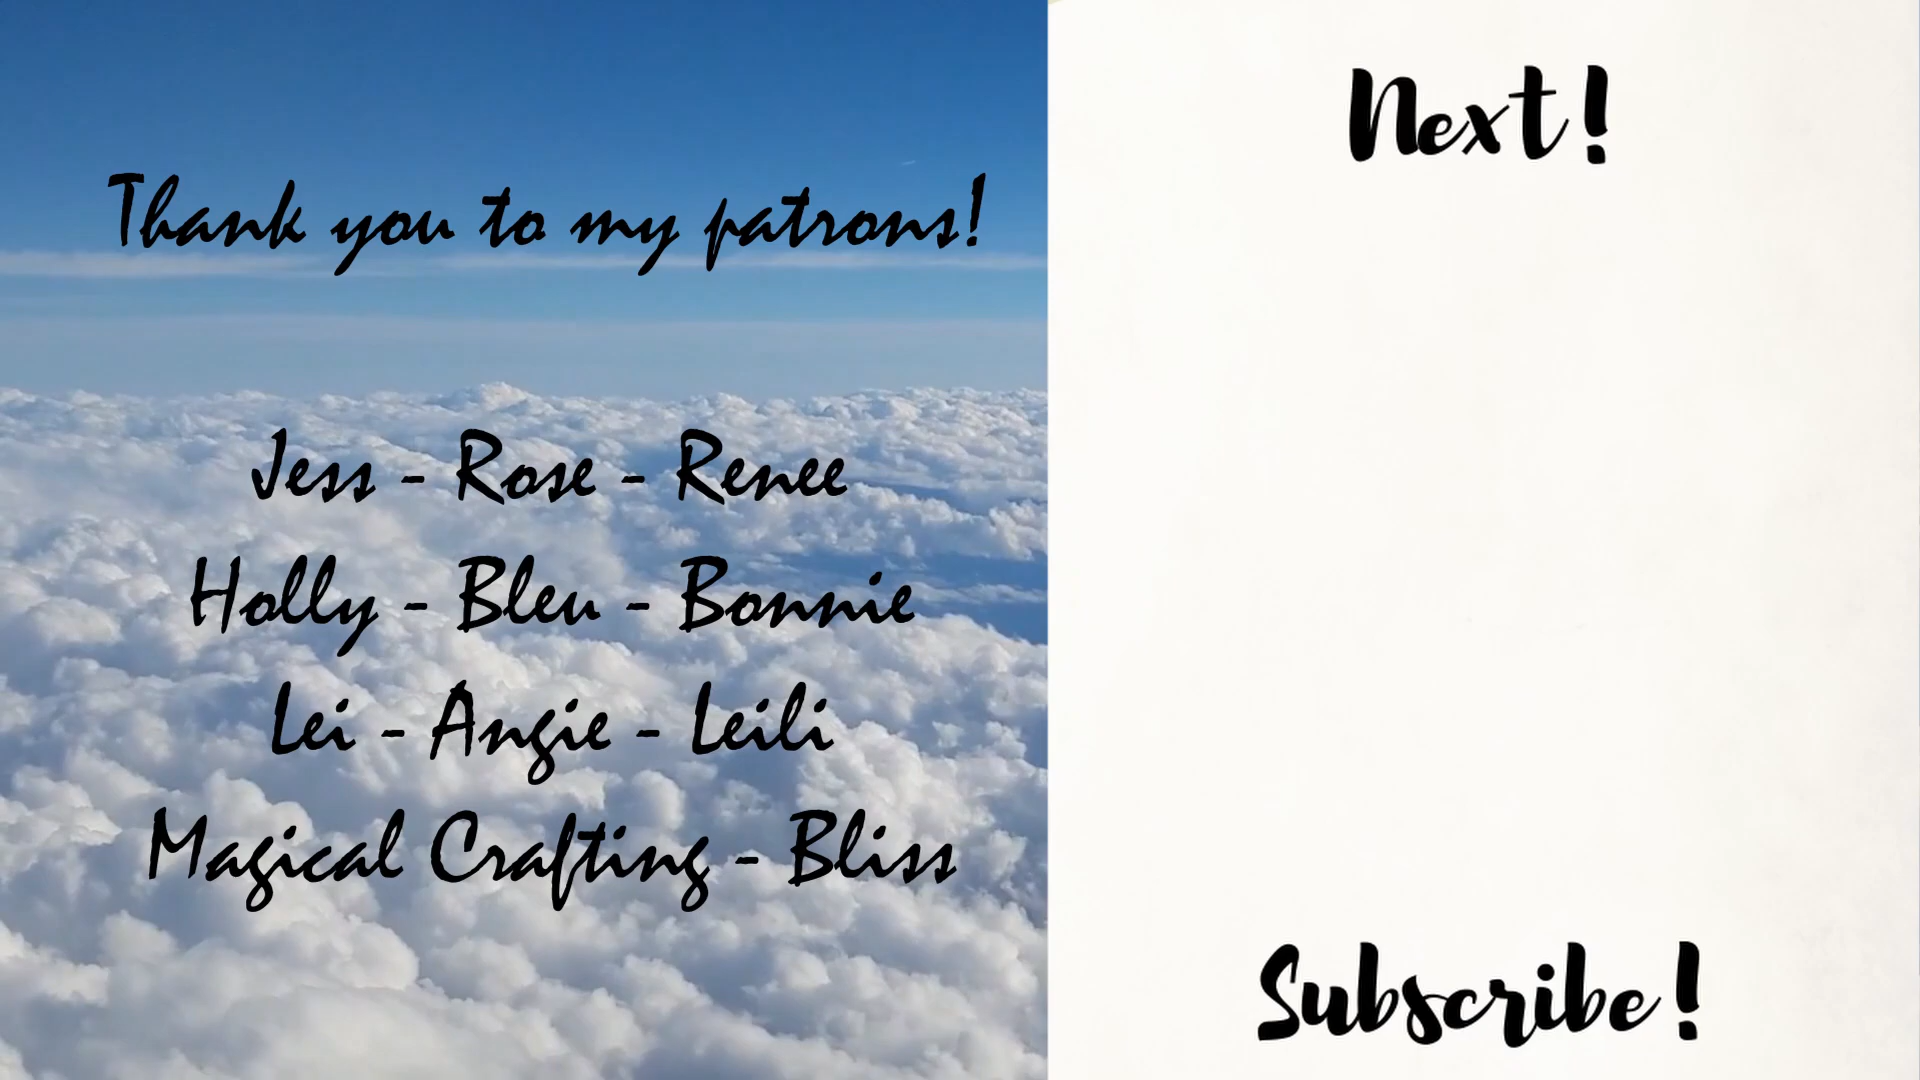 Thank you to my patrons!
Jess - Rose - Renee
Holly - Bleu - Bonnie
Lei - Angie - Leili
Magical Crafting - Bliss
Next!
Subscribe!